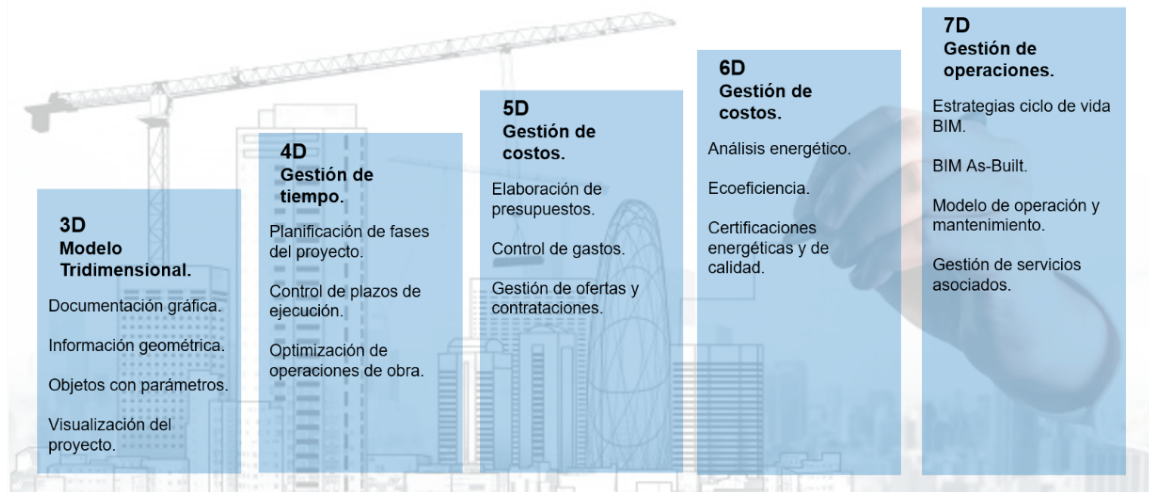 3D
Modelo
Tridimensional.
Documentación gráfica.
Información geométrica.
Objetos con parámetros.
Visualización del
proyecto.
4D
Gestión de
tiempo.
Planificación de fases
del proyecto.
Control de plazos de
ejecución.
Optimización de
operaciones de obra.
5D
Gestión de
costos.
Elaboración de
presupuestos.
Control de gastos.
Gestión de ofertas y
contrataciones.
6D
Gestión de
costos.
Análisis energético.
Ecoeficiencia.
Certificaciones
energéticas y de
calidad.
7D
Gestión de
operaciones.
Estrategias ciclo de vida
BIM.
BIM As-Built.
Modelo de operación y
mantenimiento.
Gestión de servicios
asociados.